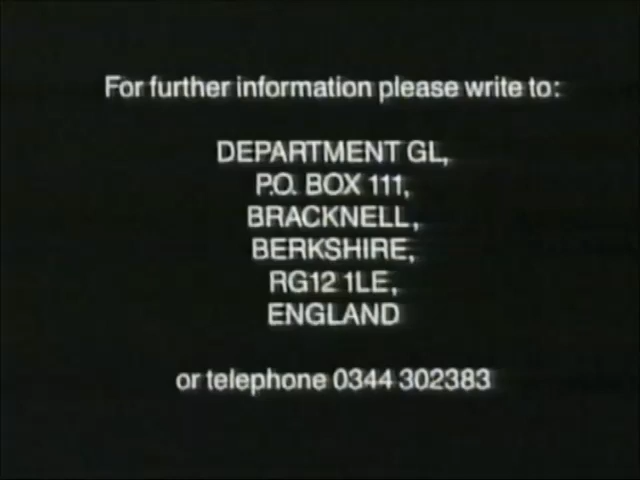 For further information please write to:
DEPARTMENT GL,
P.O. BOX 111,
BRACKNELL,
BERKSHIRE,
RG12 1LE,
ENGLAND
or telephone 0344 302383